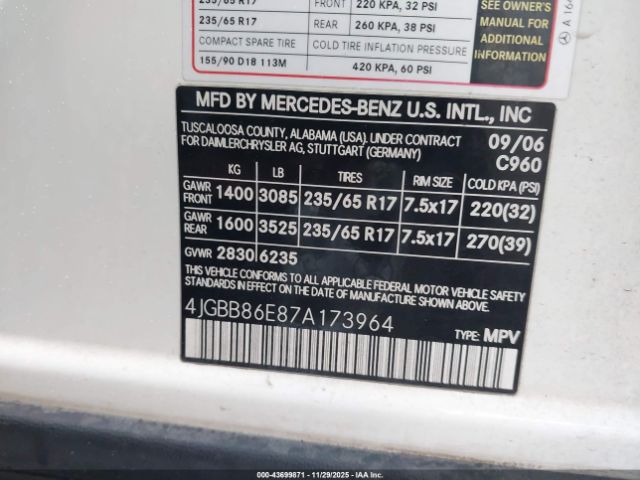 235/65 R17 FRONT 220 KPA, 32 PSI
235/65 R17 REAR 260 KPA, 38 PSI
COMPACT SPARE TIRE COLD TIRE INFLATION PRESSURE
155/90 D18 113M 420 KPA, 60 PSI
SEE OWNER'S
MANUAL FOR
ADDITIONAL
INFORMATION
MFD BY MERCEDES-BENZ U.S. INTL., INC
TUSCALOOSA COUNTY, ALABAMA (USA). UNDER CONTRACT 09/06
FOR DAIMLERCHRYSLER AG, STUTTGART (GERMANY) C960
KG LB TIRES RIM SIZE COLD KPA (PSI)
GAWR FRONT 1400 3085 235/65 R17 7.5x17 220(32)
GAWR REAR 1600 3525 235/65 R17 7.5x17 270(39)
GVWR 2830 6235
THIS VEHICLE CONFORMS TO ALL APPLICABLE FEDERAL MOTOR VEHICLE SAFETY
STANDARDS IN EFFECT ON THE DATE OF MANUFACTURE SHOWN ABOVE.
4JGBB86E87A173964 TYPE: MPV
000-43699871 - 11/29/2025 - IAAI.COM